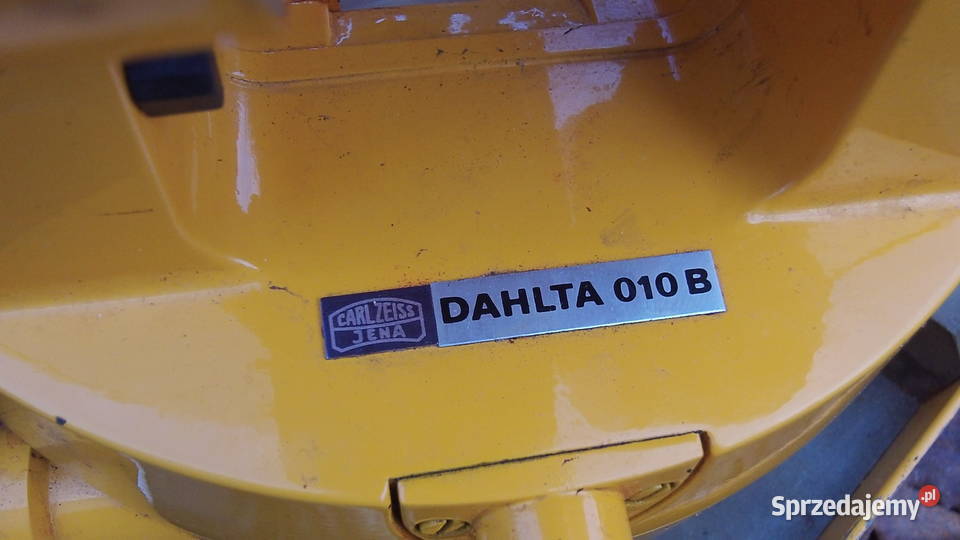 CARL ZEISS
JENA
DAHLTA 010 B
Sprzedajemy.pl